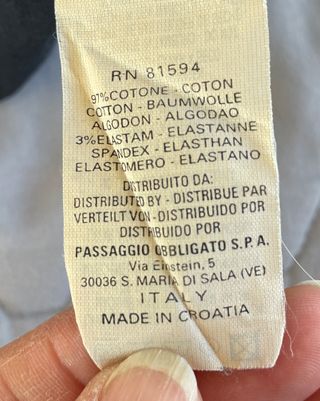 RN 81594
97% COTONE - COTON
COTTON - BAUMWOLLE
ALGODON - ALGODAO
3% ELASTAM - ELASTANNE
SPANDEX - ELASTHAN
ELASTOMERO - ELASTANO
DISTRIBUITO DA:
DISTRIBUTED BY - DISTRIBUE PAR
VERTEILT VON - DISTRIBUIDO POR
DISTRIBUIDO POR
PASSAGGIO OBBLIGATO S.P.A.
Via Einstein, 5
30036 S. MARIA DI SALA (VE)
ITALY
MADE IN CROATIA